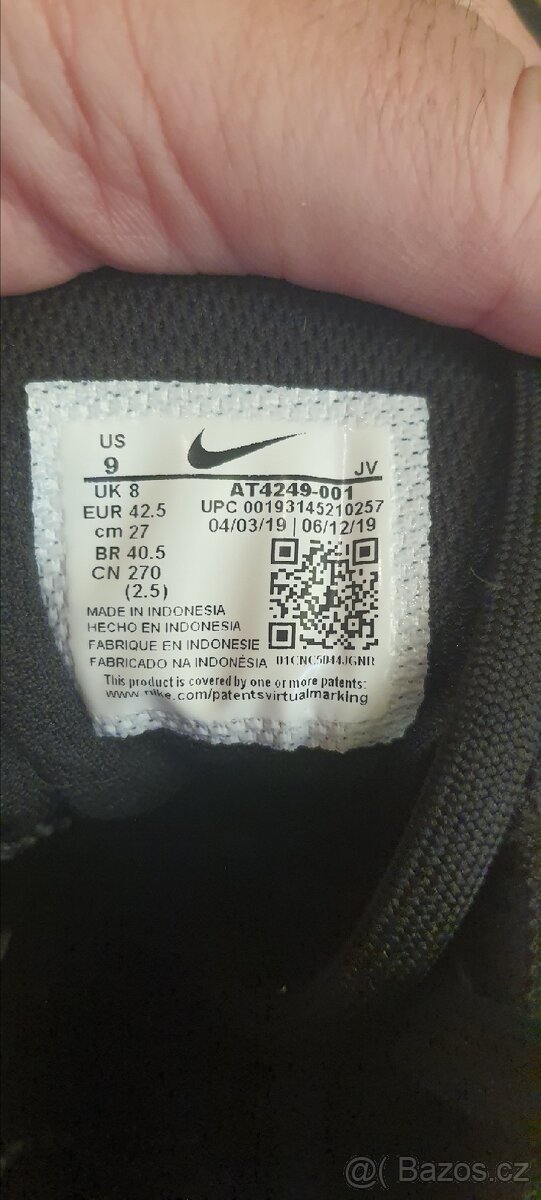 US
9
JV
UK 8
EUR 42.5
cm 27
BR 40.5
CN 270
(2.5)
AT4249-001
UPC 00193145210257
04/03/19 | 06/12/19
MADE IN INDONESIA
HECHO EN INDONESIA
FABRIQUE EN INDONESIE
FABRICADO NA INDONÉSIA
This product is covered by one or more patents:
www.nike.com/patentsvirtualmarking
@( Bazos.cz